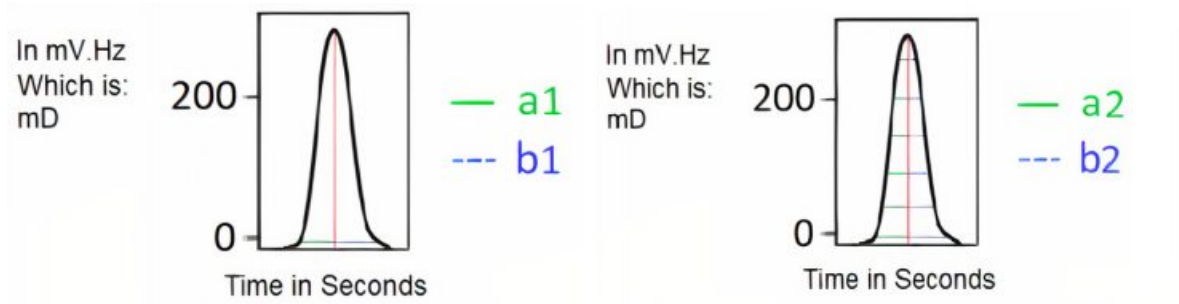 In mV.Hz
Which is:
mD
200
0
a1
b1
Time in Seconds
In mV.Hz
Which is:
mD
200
0
a2
b2
Time in Seconds